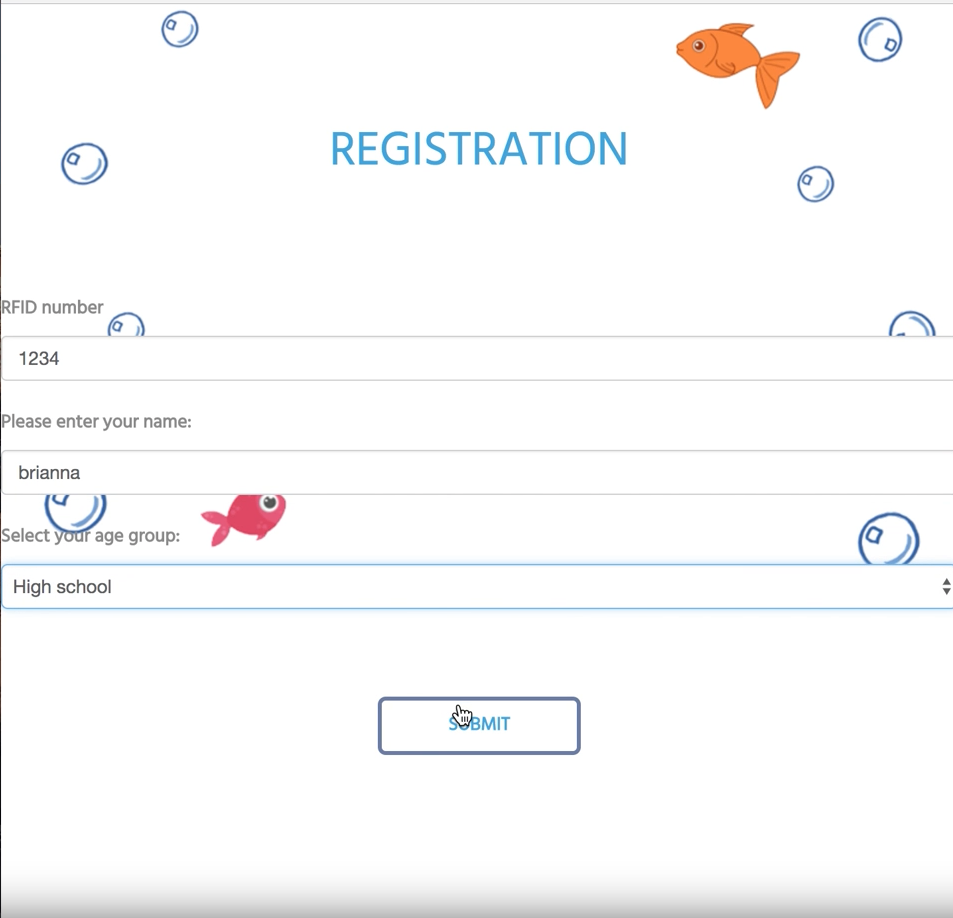 REGISTRATION
RFID number
1234
Please enter your name:
brianna
Select your age group:
High school
SUBMIT